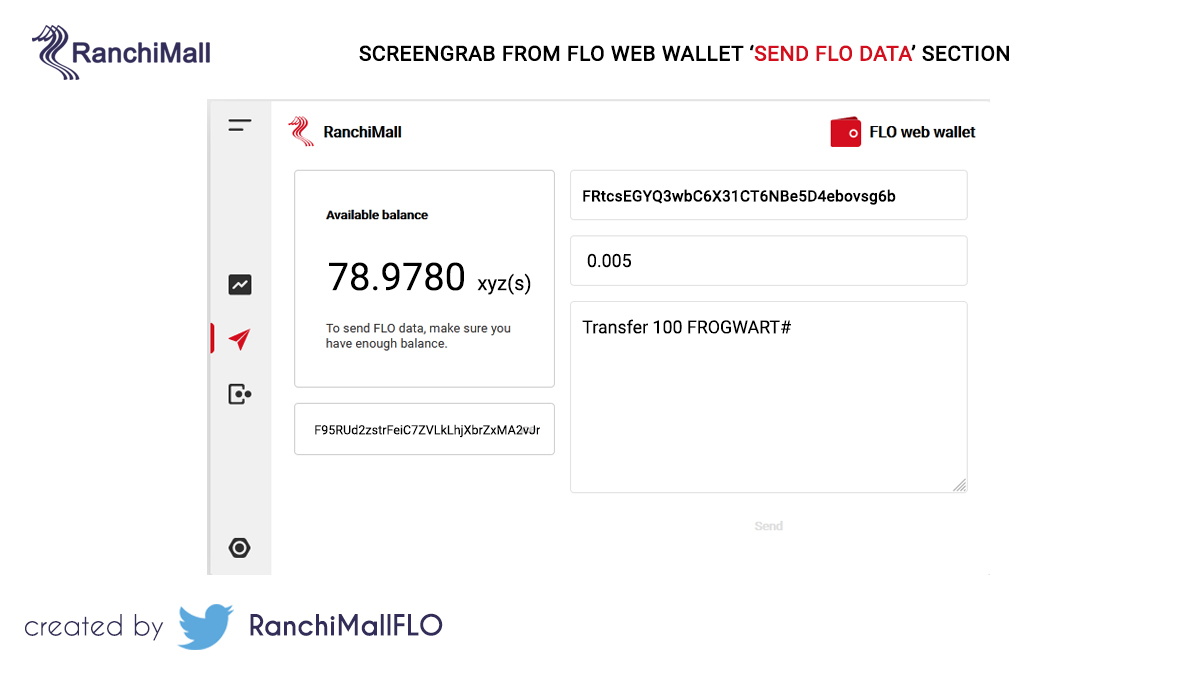 RanchiMall
SCREENGRAB FROM FLO WEB WALLET ‘SEND FLO DATA’ SECTION
RanchiMall
FLO web wallet
Available balance
78.9780 xyz(s)
To send FLO data, make sure you
have enough balance.
F95RUd2zstrFeiC7ZVLkLhjXbrZxMA2vJr
FRtcsEGYQ3wbC6X31CT6NBe5D4ebovsg6b
0.005
Transfer 100 FROGWART#
Send
created by RanchiMallFLO